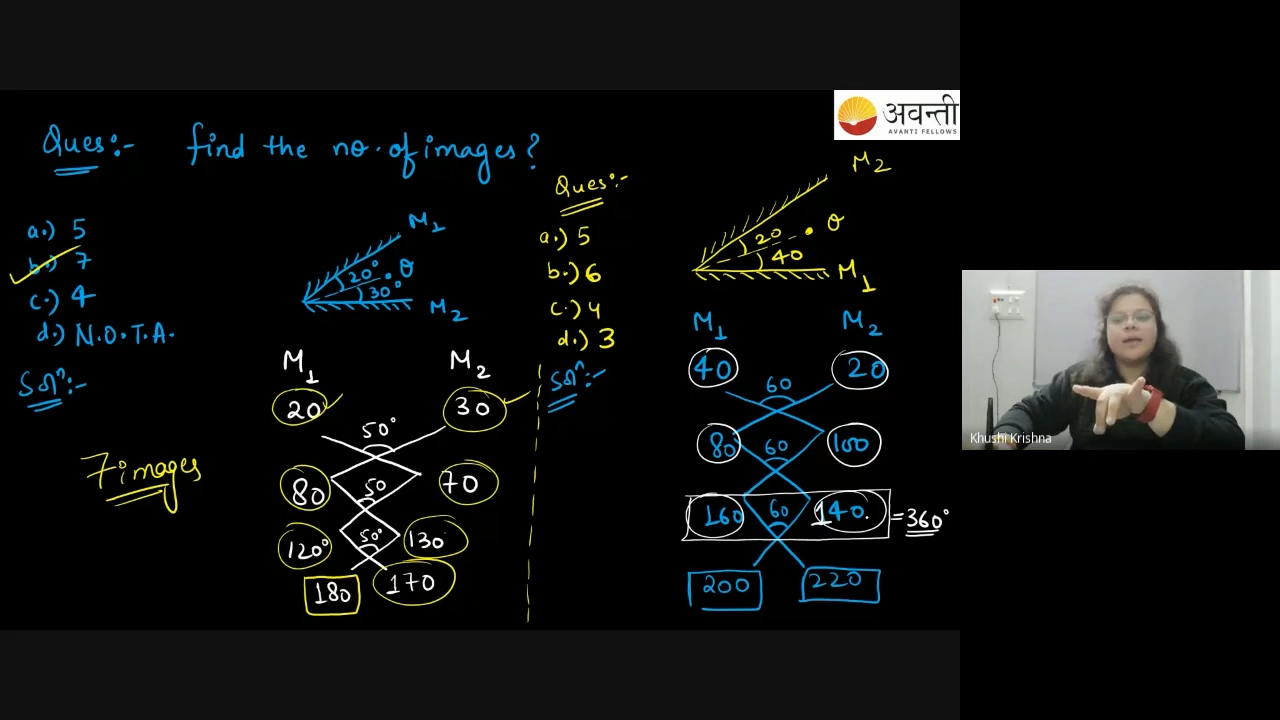 Ques:- find the no. of images?
a.) 5
b.) 7
c.) 4
d.) N.O.T.A.
M1
20° O
30°
M2
Solⁿ:-
7 images
M1 M2
20 30
50°
80 50 70
120° 50° 130
180 170
अवन्ती
AVANTI FELLOWS
Ques:-
a.) 5
b.) 6
c.) 4
d.) 3
M2
20 O
40
M1
Solⁿ:-
M1 M2
40 60 20
80 60 100
160 60 140. = 360°
200 220
Khushi Krishna